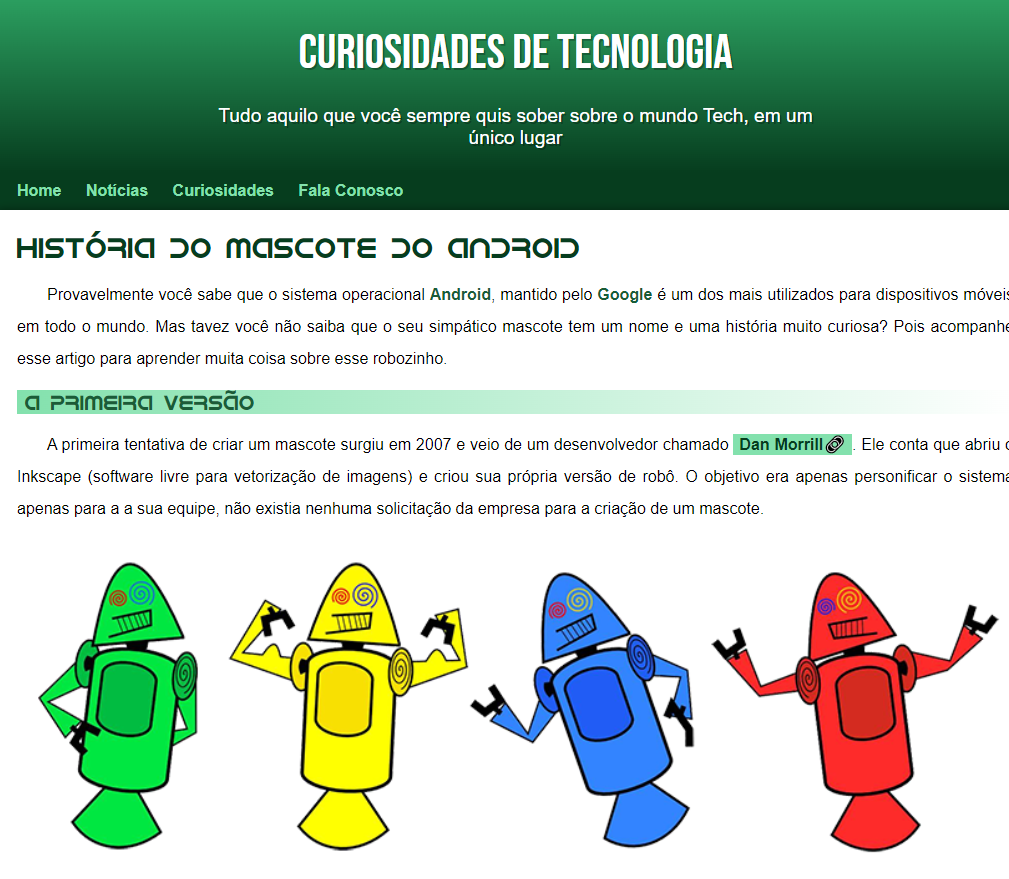 CURIOSIDADES DE TECNOLOGIA
Tudo aquilo que você sempre quis sober sobre o mundo Tech, em um
único lugar
Home Notícias Curiosidades Fala Conosco
HISTÓRIA DO MASCOTE DO ANDROID
Provavelmente você sabe que o sistema operacional Android, mantido pelo Google é um dos mais utilizados para dispositivos móveis
em todo o mundo. Mas tavez você não saiba que o seu simpático mascote tem um nome e uma história muito curiosa? Pois acompanhe
esse artigo para aprender muita coisa sobre esse robozinho.
A PRIMEIRA VERSÃO
A primeira tentativa de criar um mascote surgiu em 2007 e veio de um desenvolvedor chamado Dan Morrill. Ele conta que abriu o
Inkscape (software livre para vetorização de imagens) e criou sua própria versão de robô. O objetivo era apenas personificar o sistema
apenas para a a sua equipe, não existia nenhuma solicitação da empresa para a criação de um mascote.